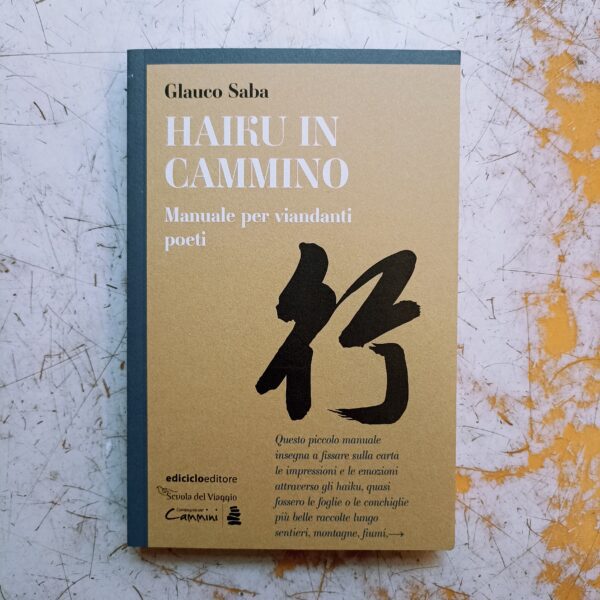 Glauco Saba
HAIKU IN
CAMMINO
Manuale per viandanti
poeti
行
Questo piccolo manuale
insegna a fissare sulla carta
le impressioni e le emozioni
attraverso gli haiku, quasi
fossero le foglie o le conchiglie
più belle raccolte lungo
sentieri, montagne, fiumi,→
edicicloeditore
Scuola del Viaggio
Cammini